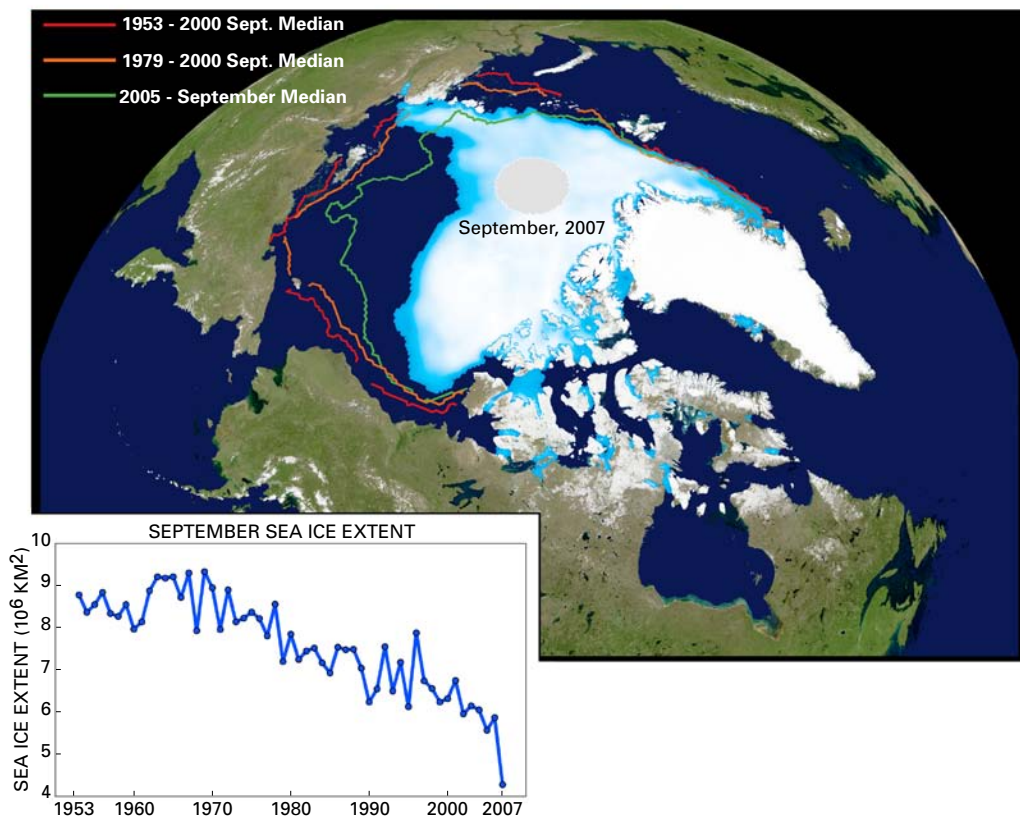 1953 - 2000 Sept. Median
1979 - 2000 Sept. Median
2005 - September Median
September, 2007
SEPTEMBER SEA ICE EXTENT
SEA ICE EXTENT (10⁶ KM²)
10
9
8
7
6
5
4
1953 1960 1970 1980 1990 2000 2007